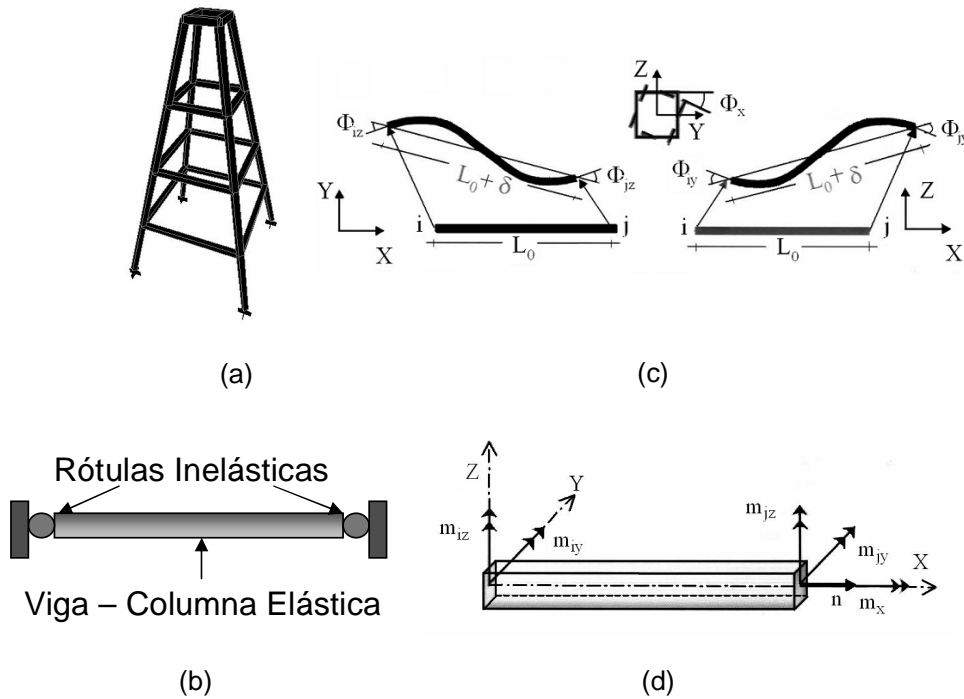 (a)
Z
Y
Φx
Φiz
Φjz
L0 + δ
Y
X
i
j
L0
Φjy
Φiy
L0 + δ
Z
X
i
j
L0
(c)
Rótulas Inelásticas
Viga – Columna Elástica
(b)
Z
Y
miz
miy
mjz
mjy
X
n
mx
(d)